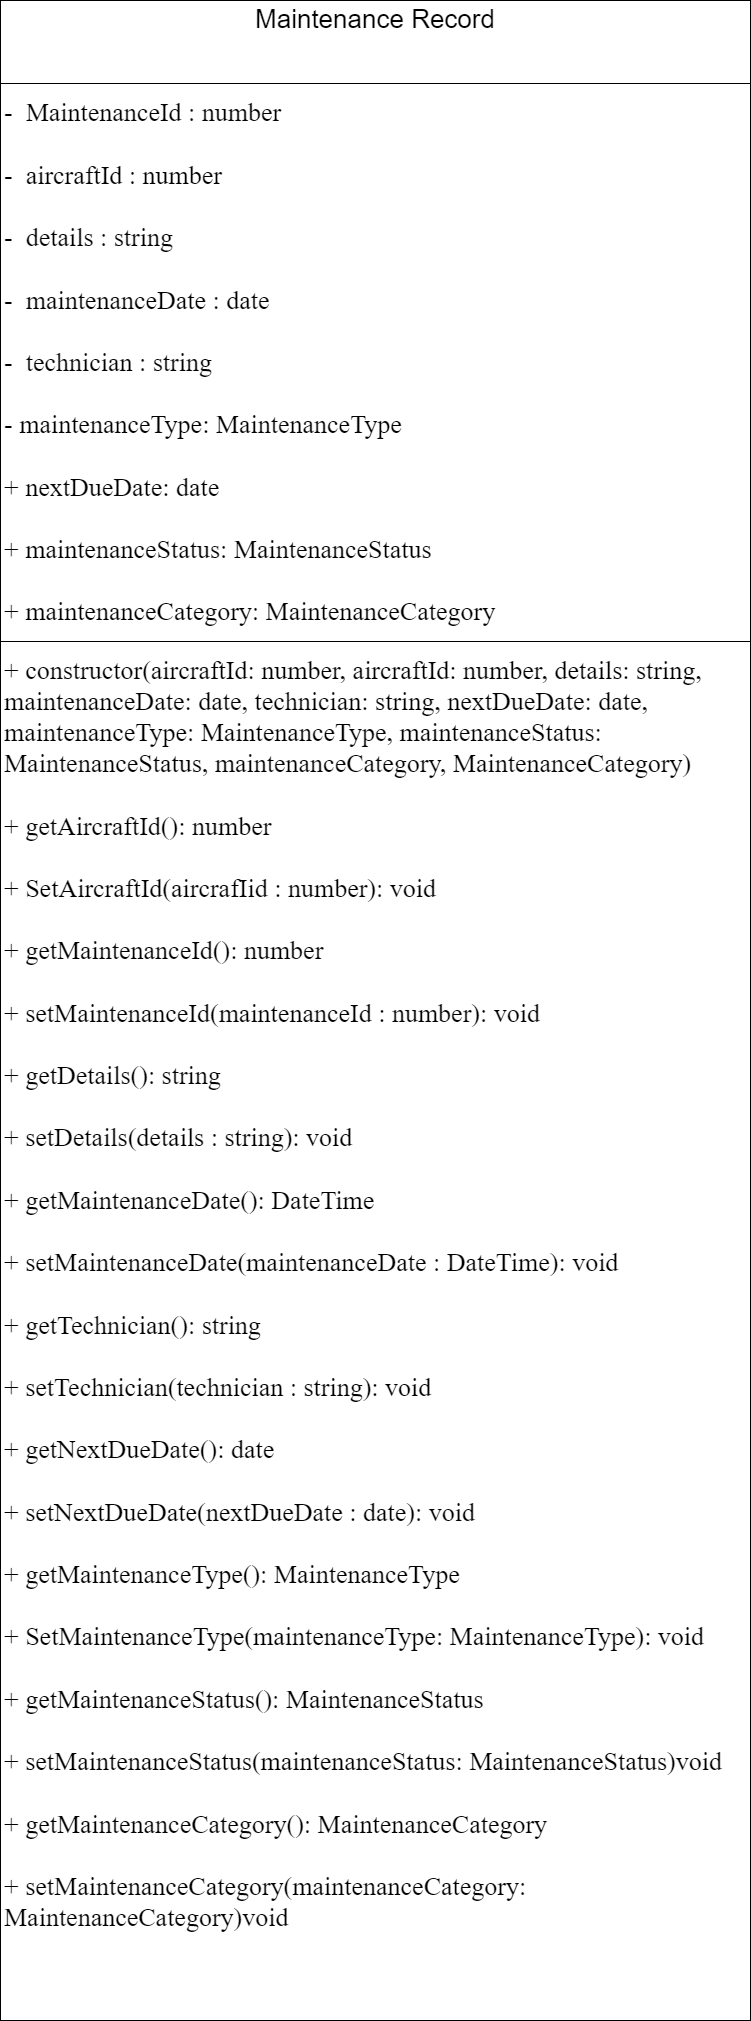 Maintenance Record
-  MaintenanceId : number
-  aircraftId : number
-  details : string
-  maintenanceDate : date
-  technician : string
- maintenanceType: MaintenanceType
+ nextDueDate: date
+ maintenanceStatus: MaintenanceStatus
+ maintenanceCategory: MaintenanceCategory
+ constructor(aircraftId: number, aircraftId: number, details: string,
maintenanceDate: date, technician: string, nextDueDate: date,
maintenanceType: MaintenanceType, maintenanceStatus:
MaintenanceStatus, maintenanceCategory, MaintenanceCategory)
+ getAircraftId(): number
+ SetAircraftId(aircrafIid : number): void
+ getMaintenanceId(): number
+ setMaintenanceId(maintenanceId : number): void
+ getDetails(): string
+ setDetails(details : string): void
+ getMaintenanceDate(): DateTime
+ setMaintenanceDate(maintenanceDate : DateTime): void
+ getTechnician(): string
+ setTechnician(technician : string): void
+ getNextDueDate(): date
+ setNextDueDate(nextDueDate : date): void
+ getMaintenanceType(): MaintenanceType
+ SetMaintenanceType(maintenanceType: MaintenanceType): void
+ getMaintenanceStatus(): MaintenanceStatus
+ setMaintenanceStatus(maintenanceStatus: MaintenanceStatus)void
+ getMaintenanceCategory(): MaintenanceCategory
+ setMaintenanceCategory(maintenanceCategory:
MaintenanceCategory)void